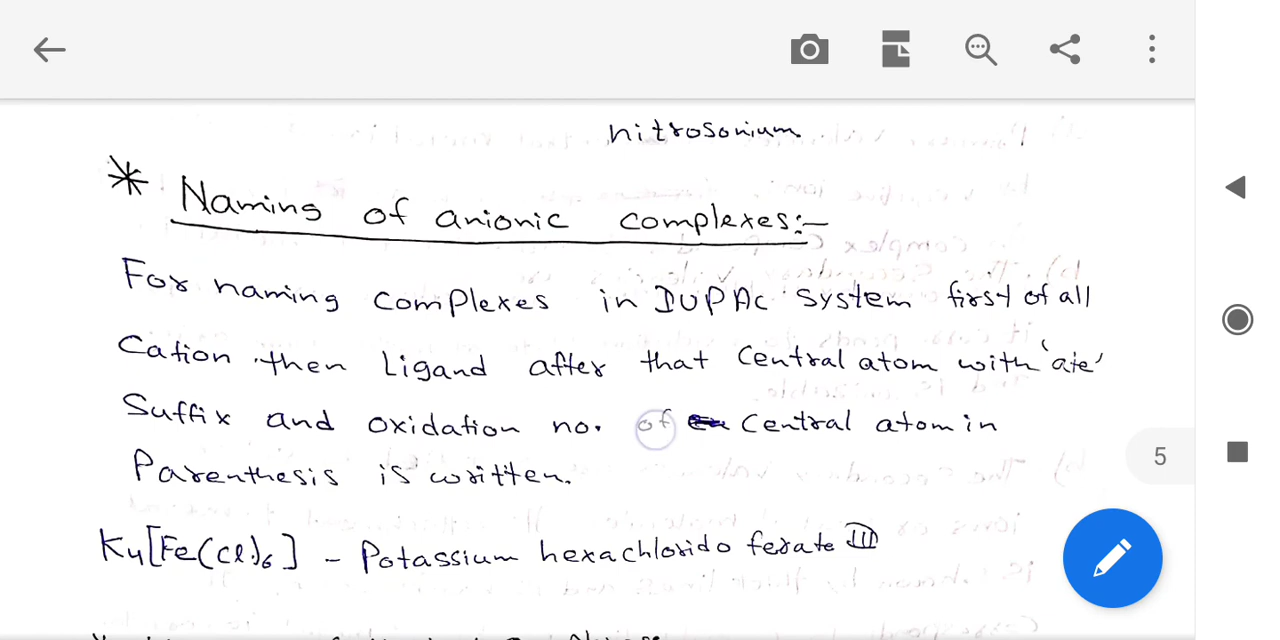 nitrosonium
* Naming of anionic complexes:-
For naming complexes in IUPAC system first of all
Cation then Ligand after that Central atom with 'ate'
Suffix and oxidation no. of Central atom in
Parenthesis is written.
5
K4[Fe(Cl)6] - Potassium hexachlorido ferate III